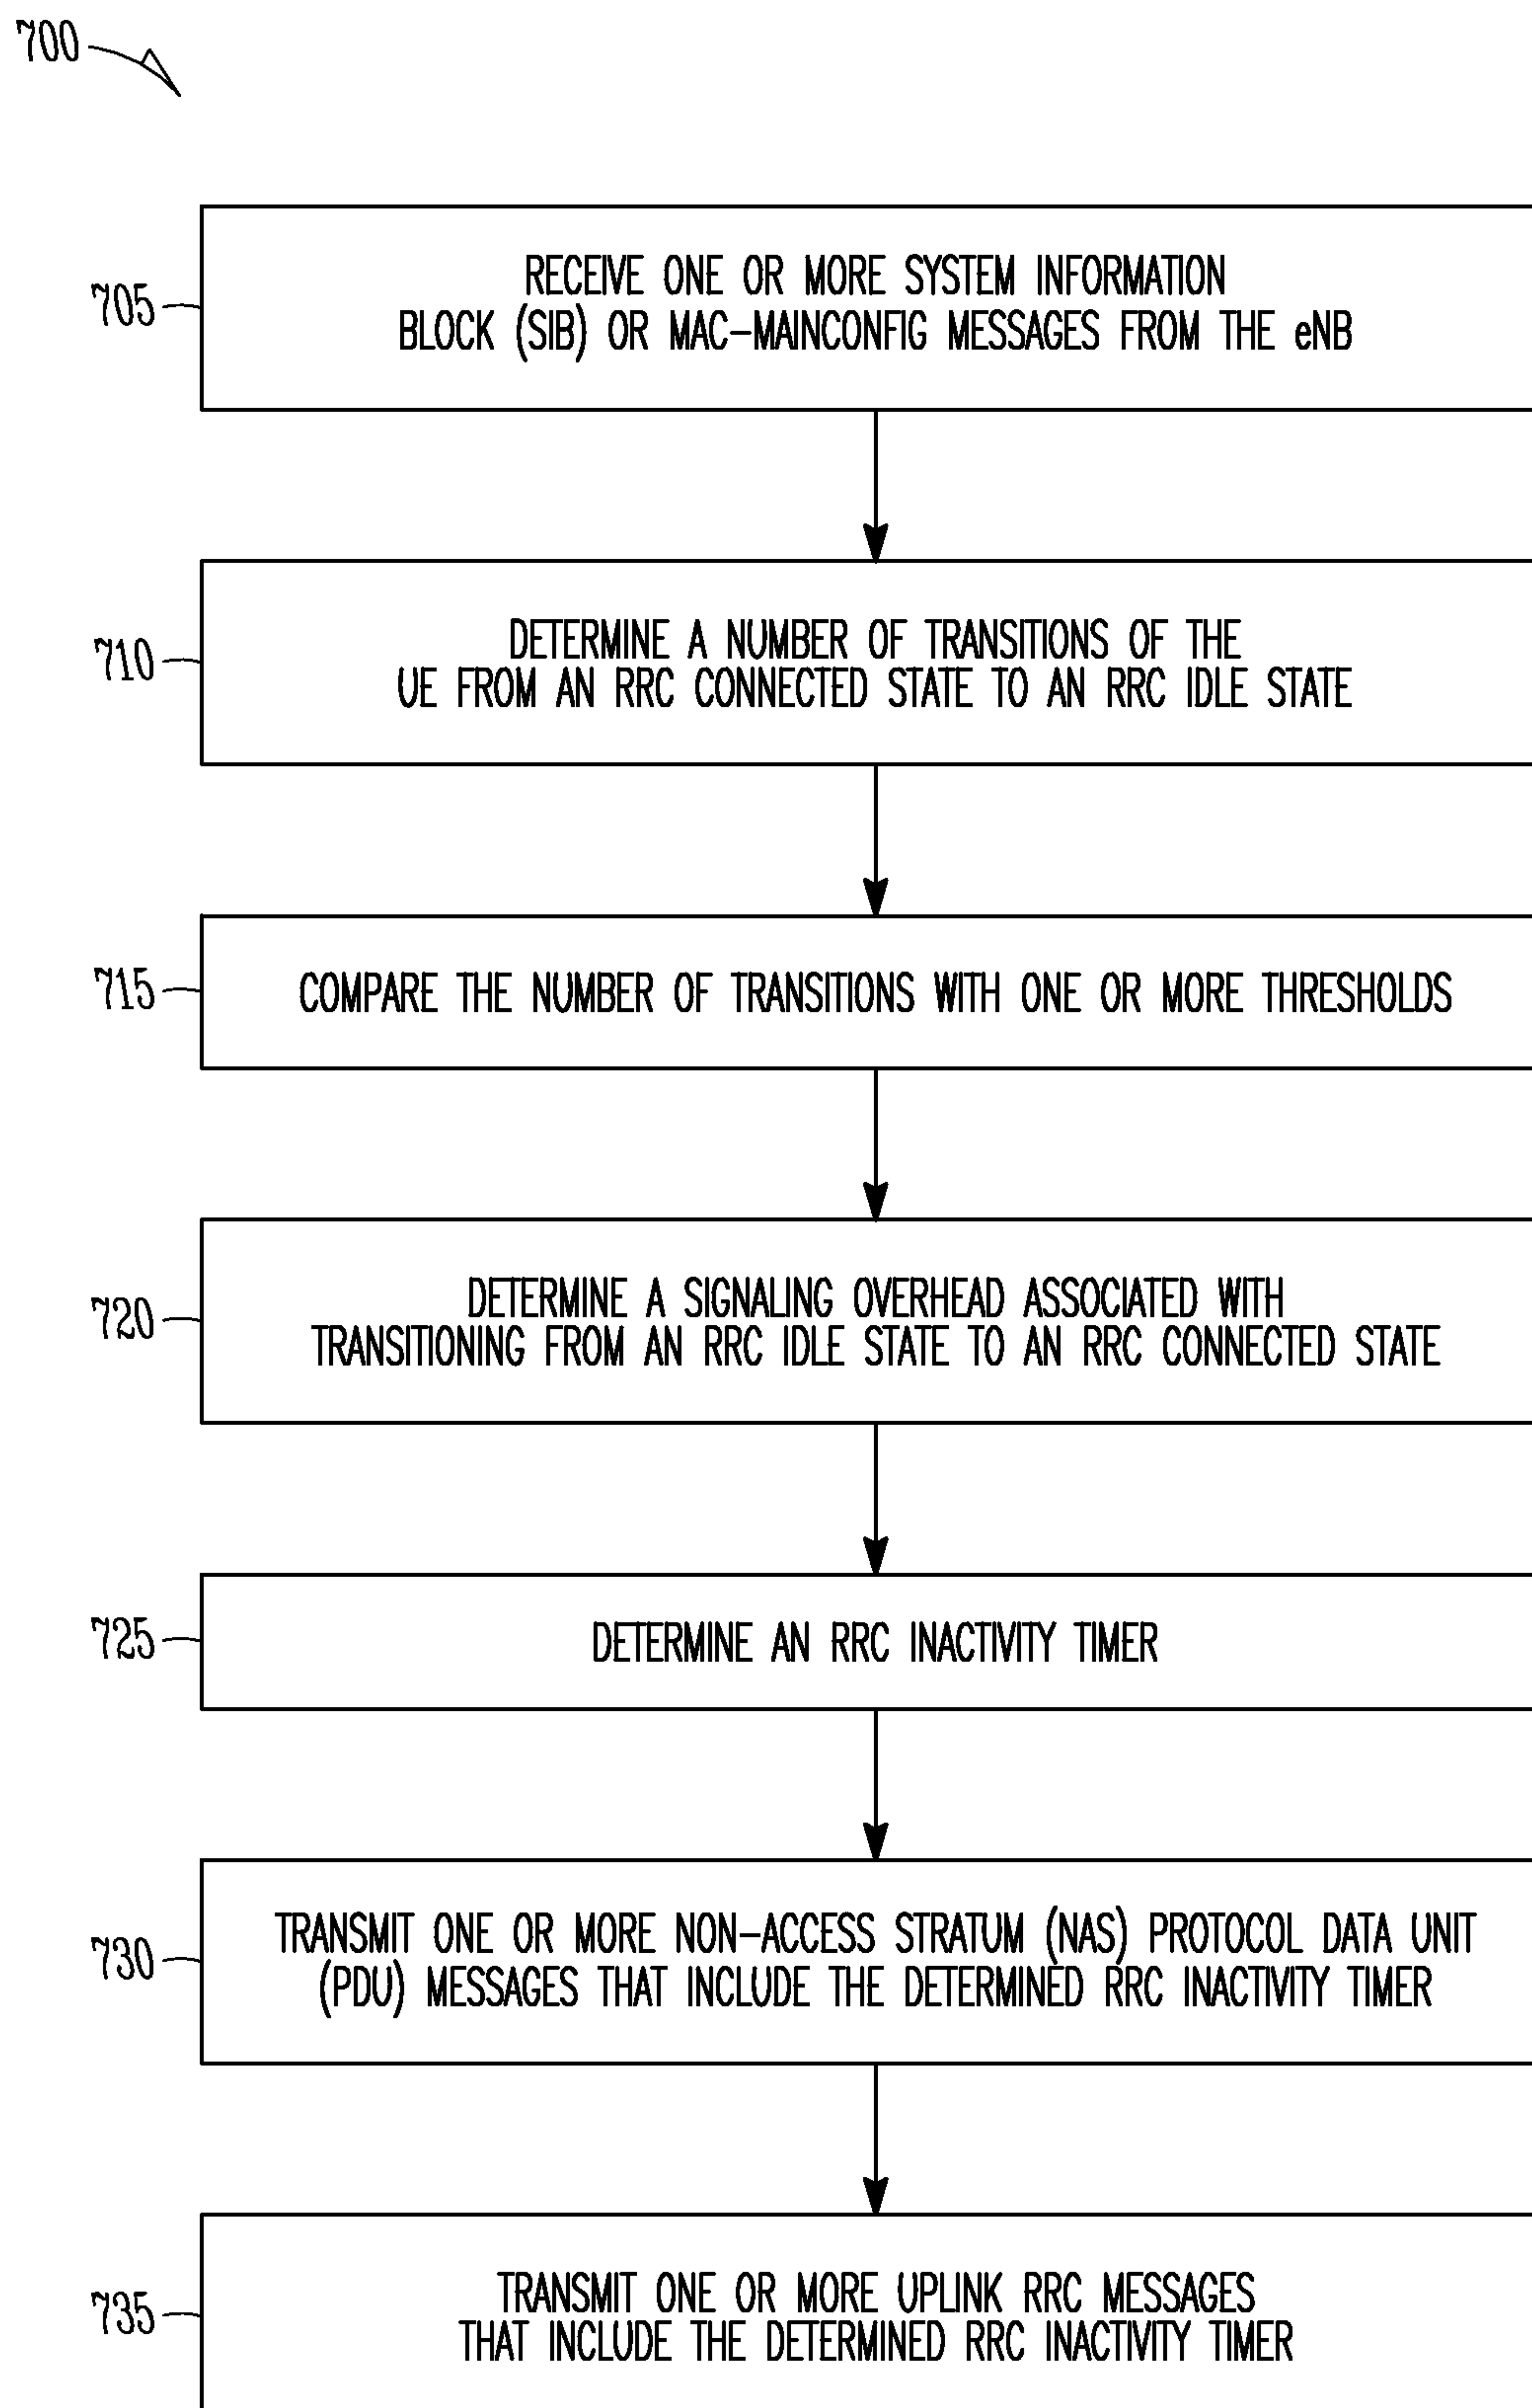 700
705
RECEIVE ONE OR MORE SYSTEM INFORMATION
BLOCK (SIB) OR MAC-MAINCONFIG MESSAGES FROM THE eNB
710
DETERMINE A NUMBER OF TRANSITIONS OF THE
UE FROM AN RRC CONNECTED STATE TO AN RRC IDLE STATE
715
COMPARE THE NUMBER OF TRANSITIONS WITH ONE OR MORE THRESHOLDS
720
DETERMINE A SIGNALING OVERHEAD ASSOCIATED WITH
TRANSITIONING FROM AN RRC IDLE STATE TO AN RRC CONNECTED STATE
725
DETERMINE AN RRC INACTIVITY TIMER
730
TRANSMIT ONE OR MORE NON-ACCESS STRATUM (NAS) PROTOCOL DATA UNIT
(PDU) MESSAGES THAT INCLUDE THE DETERMINED RRC INACTIVITY TIMER
735
TRANSMIT ONE OR MORE UPLINK RRC MESSAGES
THAT INCLUDE THE DETERMINED RRC INACTIVITY TIMER